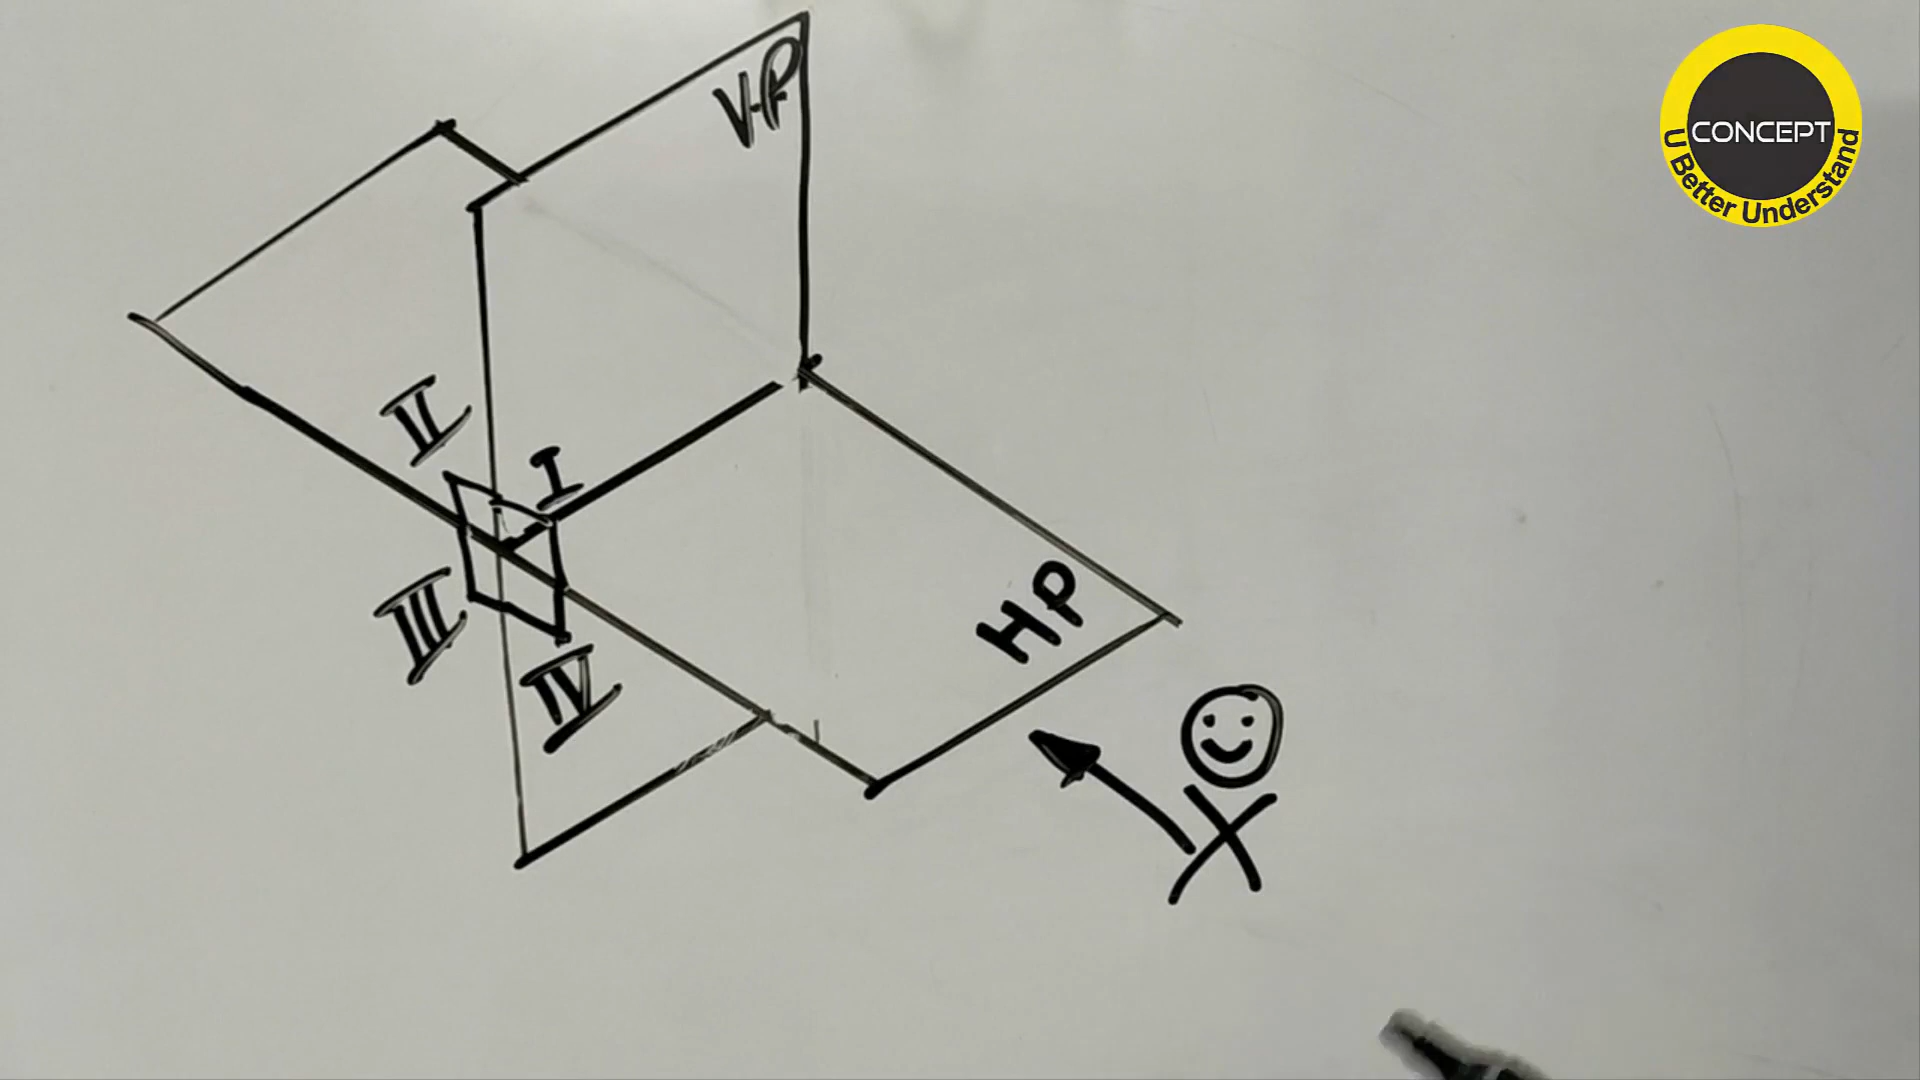 V.P
CONCEPT
U Better Understand
II
I
HP
III
IV